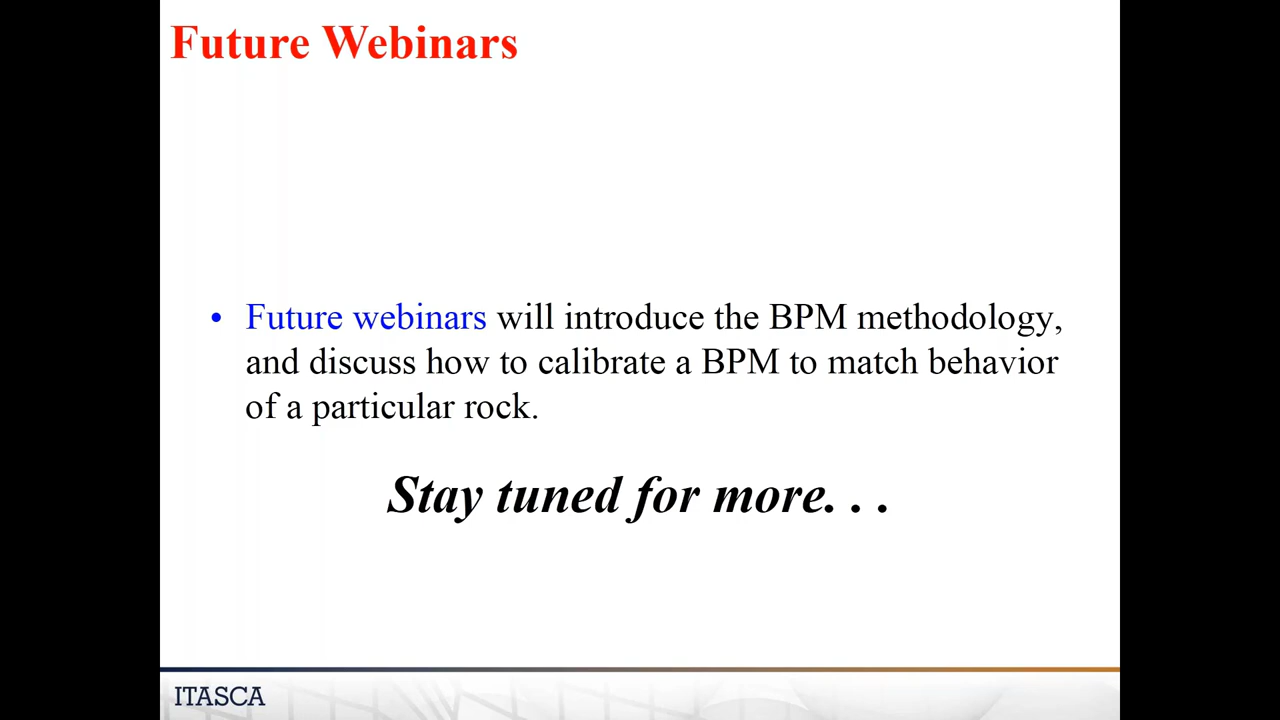 Future Webinars
• Future webinars will introduce the BPM methodology,
and discuss how to calibrate a BPM to match behavior
of a particular rock.
Stay tuned for more. . .
ITASCA